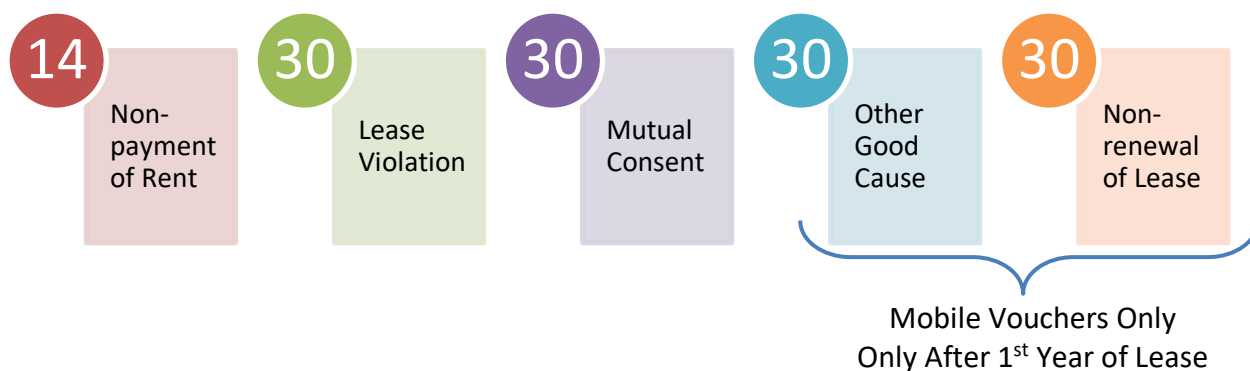 14
Non-
payment
of Rent
30
Lease
Violation
30
Mutual
Consent
30
Other
Good
Cause
30
Non-
renewal
of Lease
Mobile Vouchers Only
Only After 1st Year of Lease